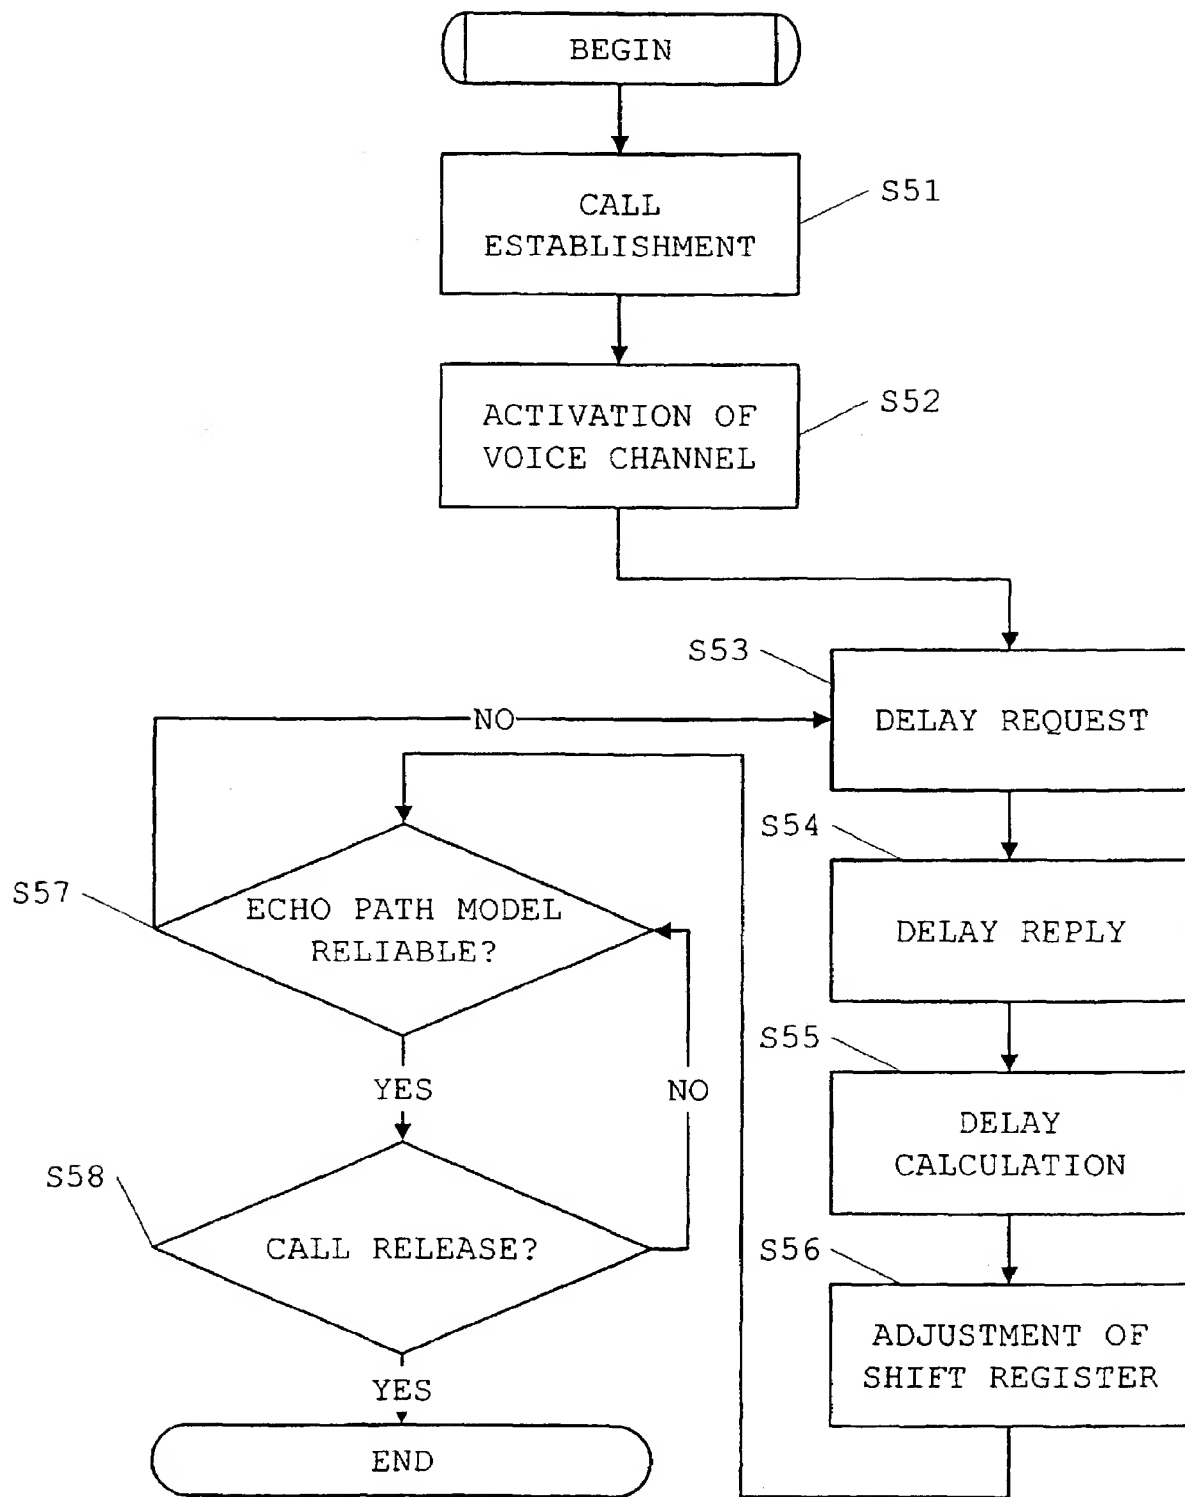 BEGIN
CALL
ESTABLISHMENT
S51
ACTIVATION OF
VOICE CHANNEL
S52
S53
DELAY REQUEST
NO
S54
DELAY REPLY
S57
ECHO PATH MODEL
RELIABLE?
S55
DELAY
CALCULATION
YES
NO
S58
CALL RELEASE?
S56
ADJUSTMENT OF
SHIFT REGISTER
YES
END